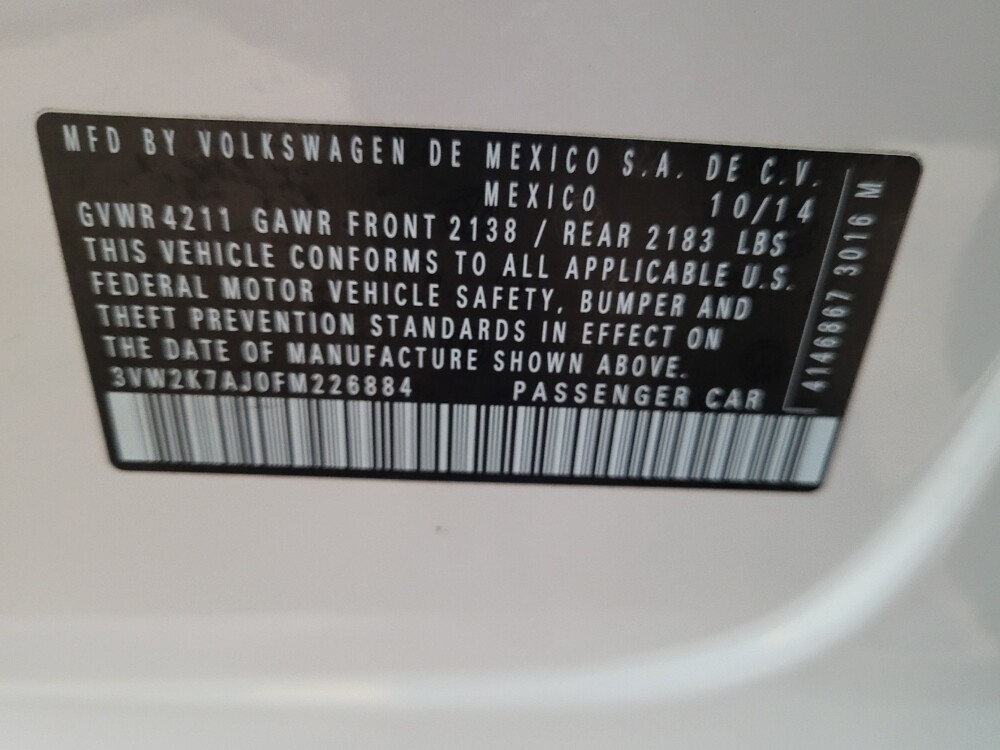 MFD BY VOLKSWAGEN DE MEXICO S.A. DE C.V.
MEXICO 10/14
GVWR 4211 GAWR FRONT 2138 / REAR 2183 LBS
THIS VEHICLE CONFORMS TO ALL APPLICABLE U.S.
FEDERAL MOTOR VEHICLE SAFETY, BUMPER AND
THEFT PREVENTION STANDARDS IN EFFECT ON
THE DATE OF MANUFACTURE SHOWN ABOVE.
3VW2K7AJ0FM226884 PASSENGER CAR
4146867 3016 M